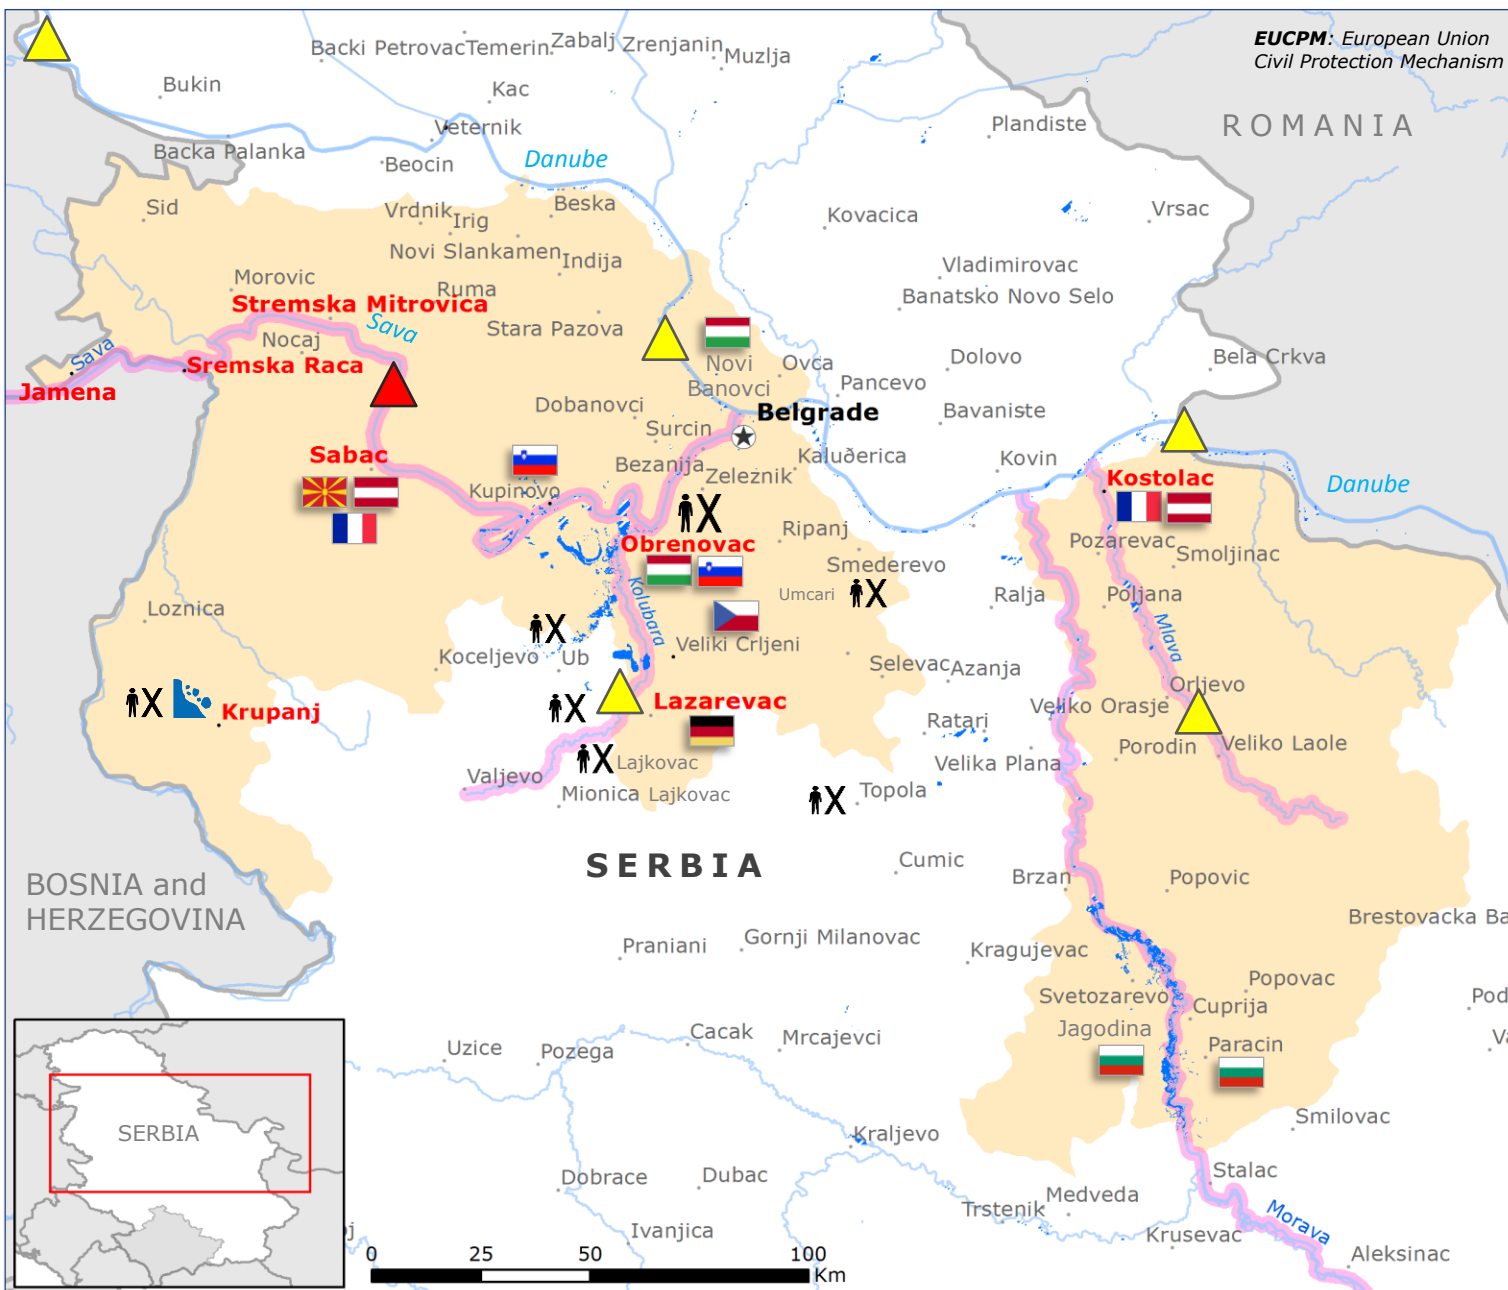 EUCPM: European Union
Civil Protection Mechanism
Backi Petrovac
Temerin
Zabalj
Zrenjanin
Muzlja
Bukin
Kac
Veternik
Plandiste
ROMANIA
Backa Palanka
Beocin
Danube
Sid
Vrdnik
Irig
Beska
Kovacica
Vrsac
Novi Slankamen
Indija
Morovic
Ruma
Vladimirovac
Stremska Mitrovica
Banatsko Novo Selo
Sava
Stara Pazova
Nocaj
Sava
Sremska Raca
Novi
Banovci
Ovca
Dolovo
Bela Crkva
Jamena
Pancevo
Dobanovci
Belgrade
Bavaniste
Surcin
Sabac
Bezanija
Zeleznik
Kaluđerica
Kovin
Kupinovo
Kostolac
Danube
Ripanj
Obrenovac
Pozarevac
Smoljinac
Smederevo
Kolubara
Umcari
Ralja
Poljana
Loznica
Mlava
Veliki Crljeni
Koceljevo
Ub
Selevac
Azanja
Orljevo
Lazarevac
Veliko Orasje
Krupanj
Ratari
Porodin
Veliko Laole
Lajkovac
Velika Plana
Valjevo
Mionica
Lajkovac
Topola
SERBIA
Cumic
BOSNIA and
HERZEGOVINA
Brzan
Popovic
Brestovacka Ba
Praniani
Gornji Milanovac
Kragujevac
Popovac
Svetozarevo
Cuprija
Pod
Jagodina
Cacak
Mrcajevci
Va
Uzice
Pozega
Paracin
SERBIA
Smilovac
Kraljevo
Dobrace
Dubac
Stalac
Medveda
Trstenik
Morava
Ivanjica
Krusevac
oj
Aleksinac
0 25 50 100
Km